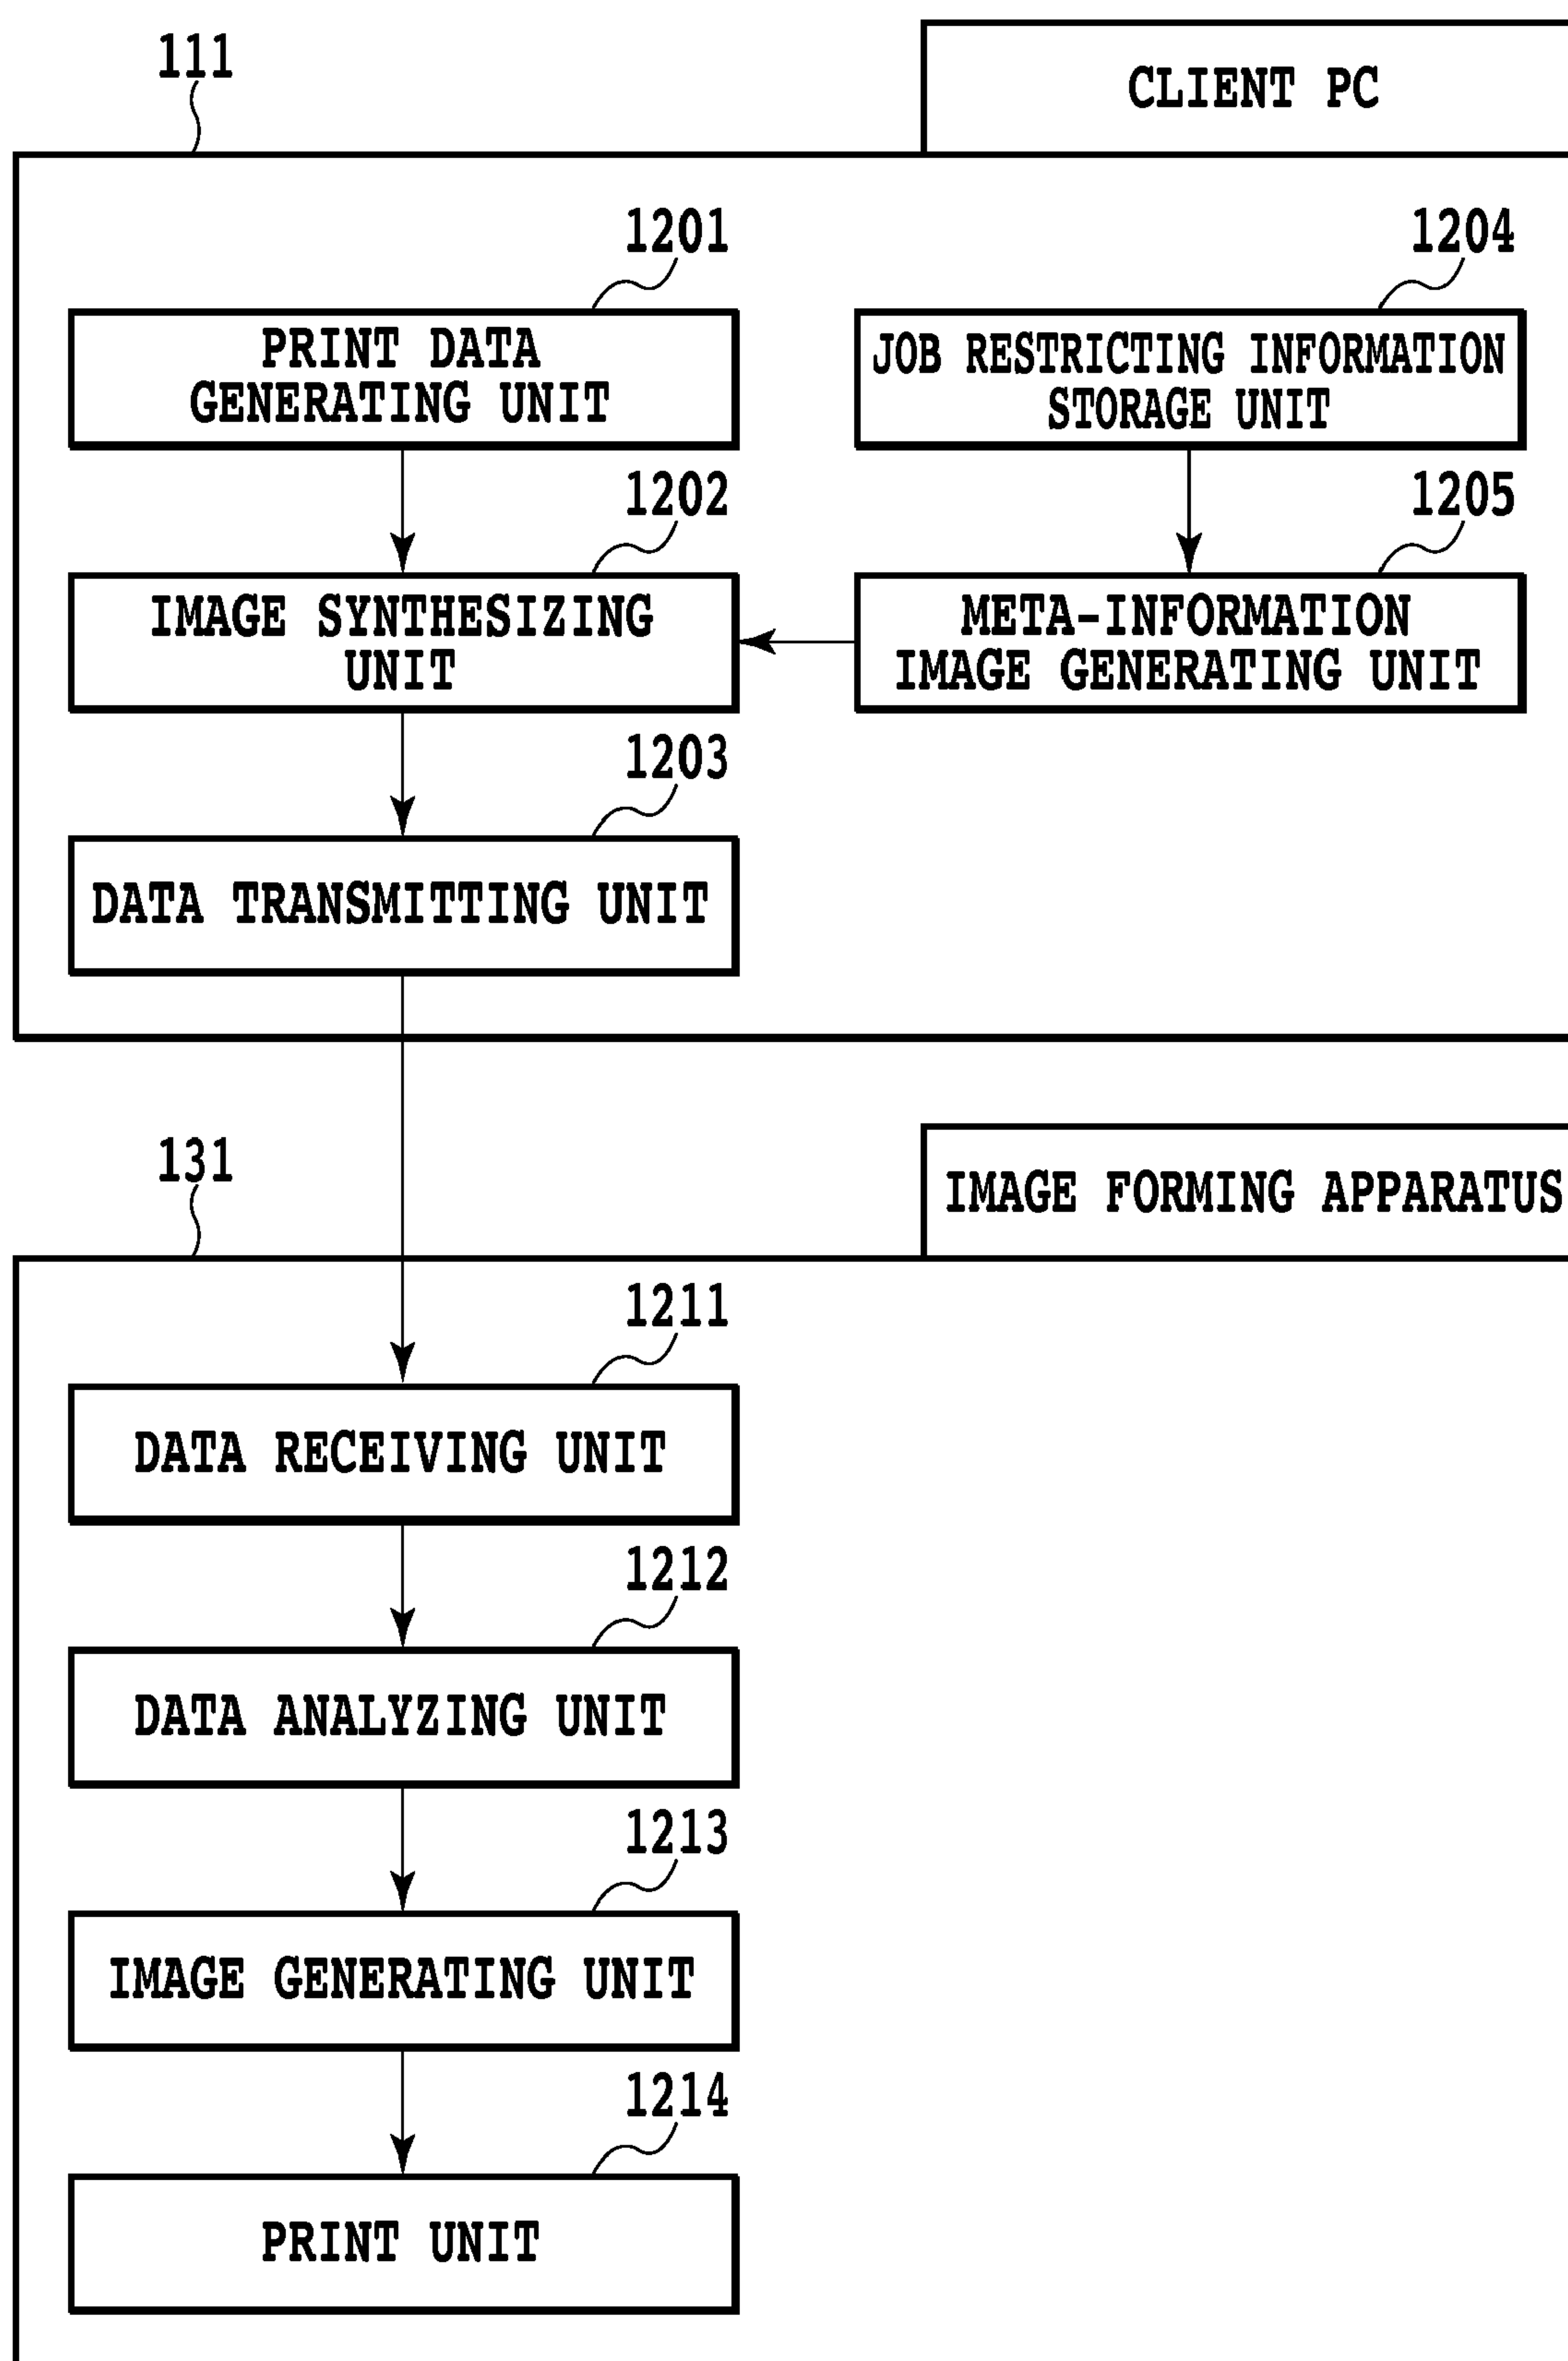 111
CLIENT PC
1201
1204
PRINT DATA
GENERATING UNIT
JOB RESTRICTING INFORMATION
STORAGE UNIT
1202
1205
IMAGE SYNTHESIZING
UNIT
META-INFORMATION
IMAGE GENERATING UNIT
1203
DATA TRANSMITTING UNIT
131
IMAGE FORMING APPARATUS
1211
DATA RECEIVING UNIT
1212
DATA ANALYZING UNIT
1213
IMAGE GENERATING UNIT
1214
PRINT UNIT